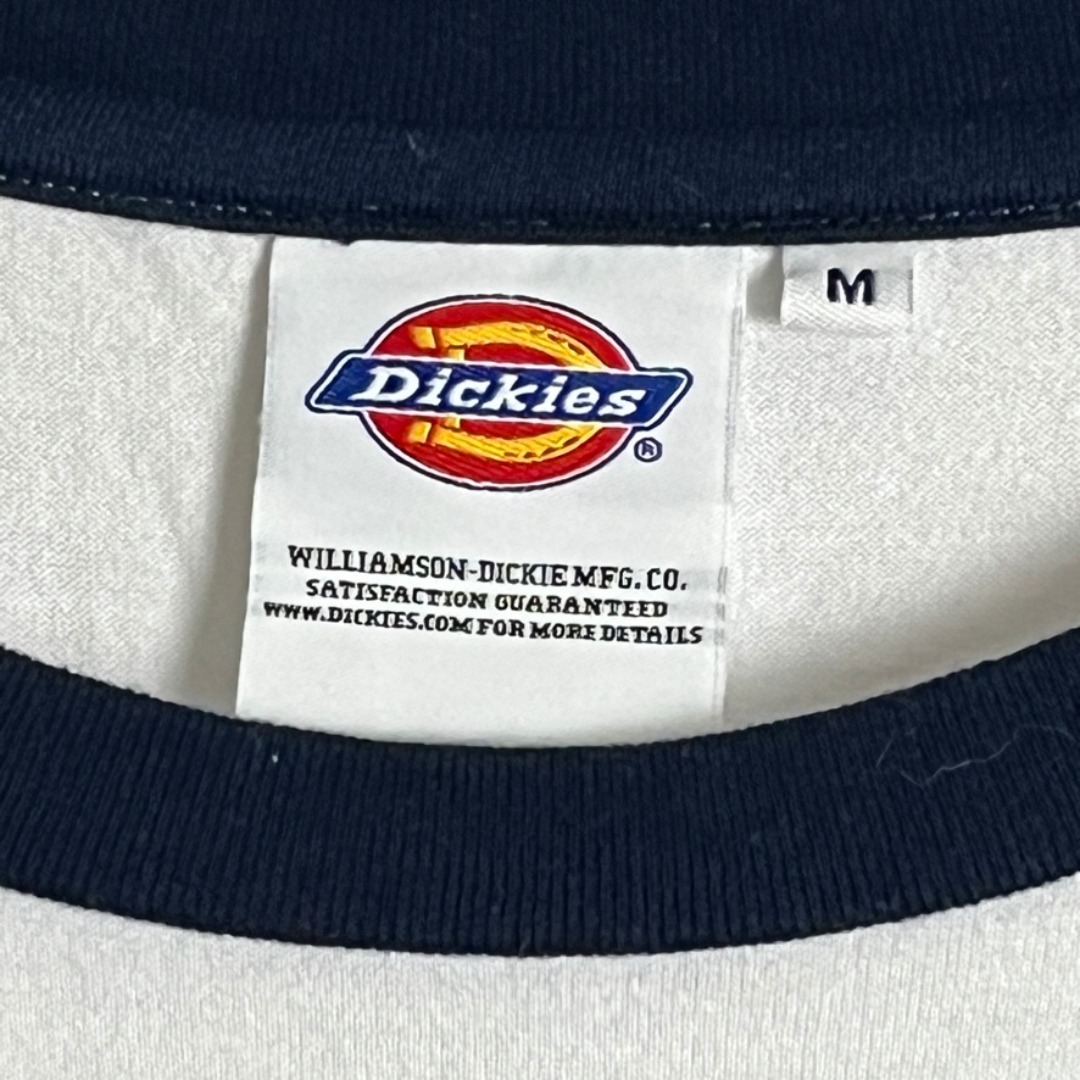 Dickies
®
M
WILLIAMSON-DICKIE MFG. CO.
SATISFACTION GUARANTEED
WWW.DICKIES.COM FOR MORE DETAILS